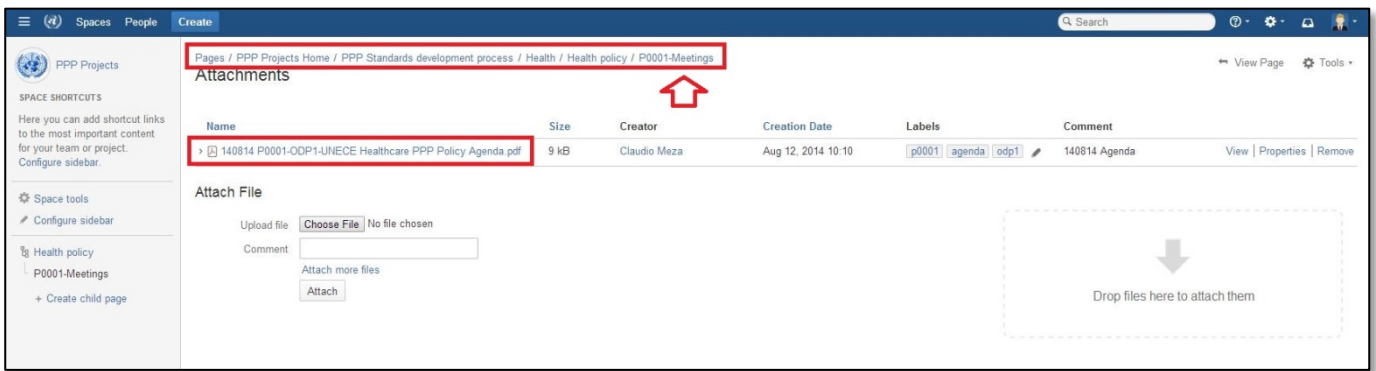 Spaces People Create Search
PPP Projects
SPACE SHORTCUTS
Here you can add shortcut links
to the most important content
for your team or project.
Configure sidebar.
Space tools
Configure sidebar
Health policy
P0001-Meetings
+ Create child page
Pages / PPP Projects Home / PPP Standards development process / Health / Health policy / P0001-Meetings
Attachments
View Page Tools
Name Size Creator Creation Date Labels Comment
140814 P0001-ODP1-UNECE Healthcare PPP Policy Agenda.pdf 9 kB Claudio Meza Aug 12, 2014 10:10 p0001 agenda odp1 140814 Agenda View | Properties | Remove
Attach File
Upload file Choose File No file chosen
Comment
Attach more files
Attach
Drop files here to attach them